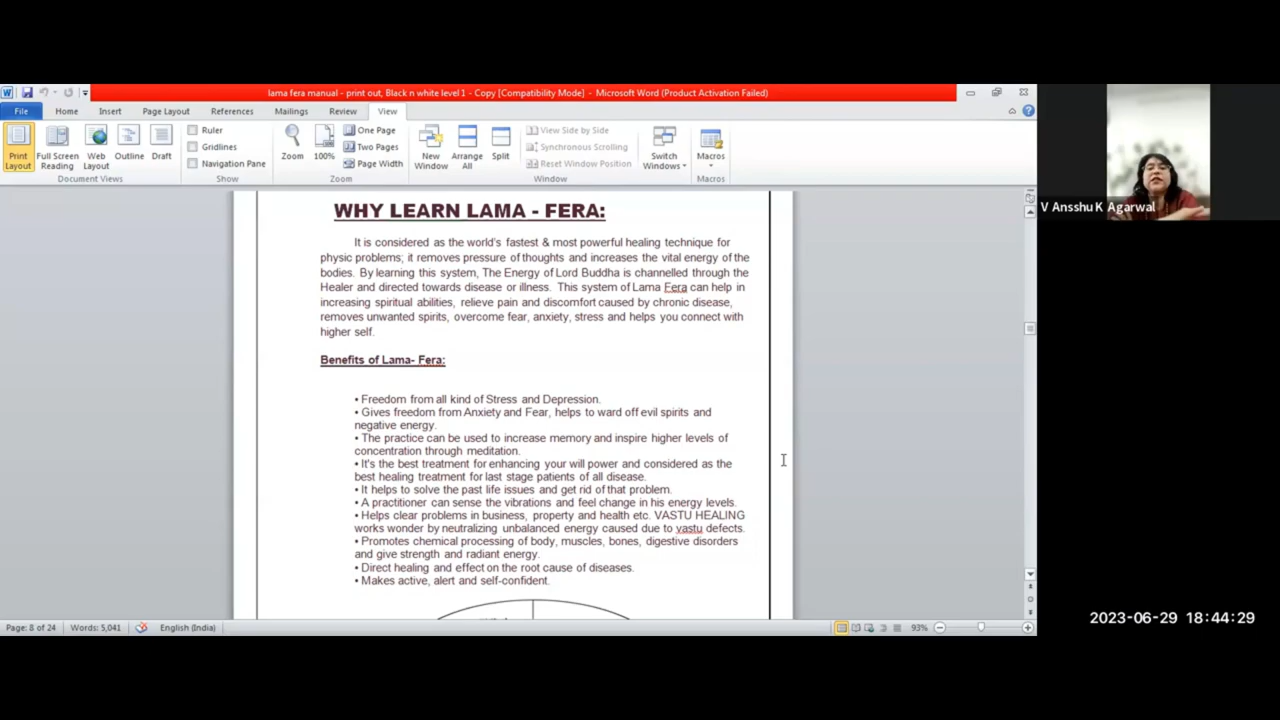 lama fera manual - print out, Black n white level 1 - Copy [Compatibility Mode] - Microsoft Word (Product Activation Failed)
File Home Insert Page Layout References Mailings Review View
Print Layout
Full Screen Reading
Web Layout
Outline
Draft
Document Views
Ruler
Gridlines
Navigation Pane
Show
Zoom
100%
One Page
Two Pages
Page Width
Zoom
New Window
Arrange All
Split
View Side by Side
Synchronous Scrolling
Reset Window Position
Switch Windows
Window
Macros
Macros
WHY LEARN LAMA - FERA:
It is considered as the world's fastest & most powerful healing technique for
physic problems; it removes pressure of thoughts and increases the vital energy of the
bodies. By learning this system, The Energy of Lord Buddha is channelled through the
Healer and directed towards disease or illness. This system of Lama Fera can help in
increasing spiritual abilities, relieve pain and discomfort caused by chronic disease,
removes unwanted spirits, overcome fear, anxiety, stress and helps you connect with
higher self.
Benefits of Lama- Fera:
• Freedom from all kind of Stress and Depression.
• Gives freedom from Anxiety and Fear, helps to ward off evil spirits and
negative energy.
• The practice can be used to increase memory and inspire higher levels of
concentration through meditation.
• It's the best treatment for enhancing your will power and considered as the
best healing treatment for last stage patients of all disease.
• It helps to solve the past life issues and get rid of that problem.
• A practitioner can sense the vibrations and feel change in his energy levels.
• Helps clear problems in business, property and health etc. VASTU HEALING
works wonder by neutralizing unbalanced energy caused due to vastu defects.
• Promotes chemical processing of body, muscles, bones, digestive disorders
and give strength and radiant energy.
• Direct healing and effect on the root cause of diseases.
• Makes active, alert and self-confident.
Page: 8 of 24 Words: 5,041 English (India) 93%
V Ansshu K Agarwal
2023-06-29 18:44:29